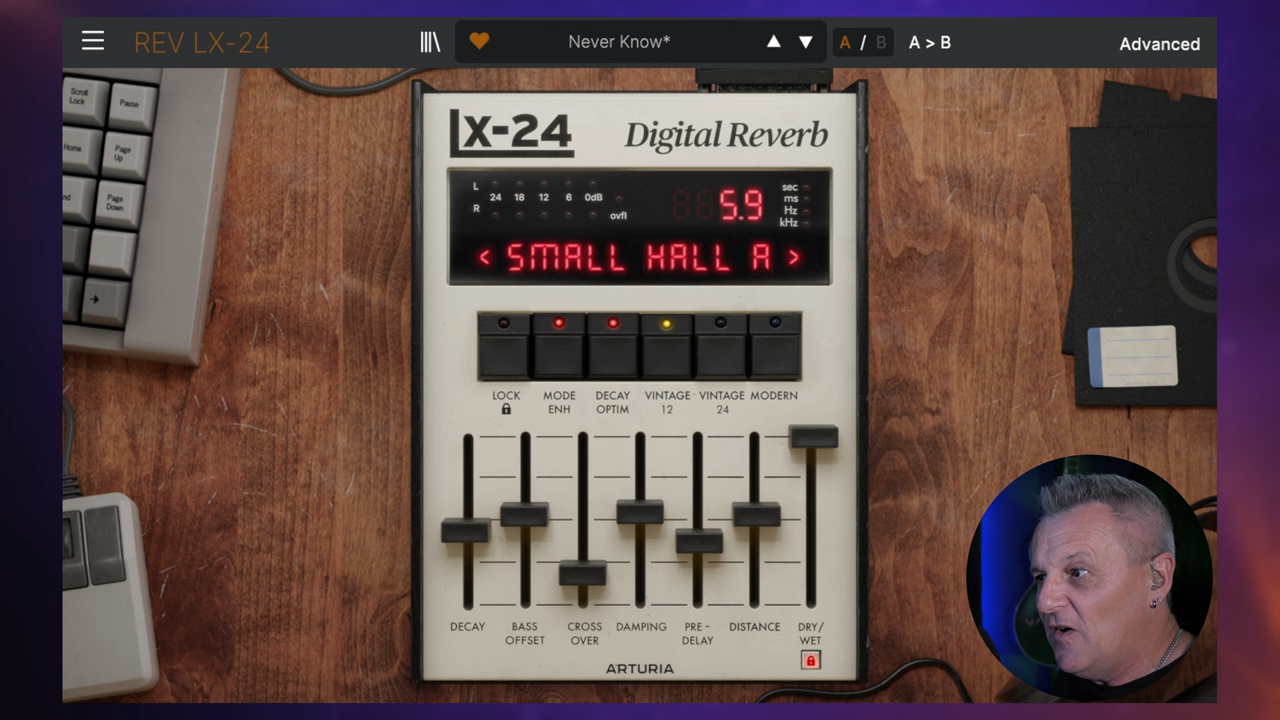 REV LX-24
Never Know*
A / B
A > B
Advanced
Scroll Lock
Pause
Home
Page Up
nd
Page Down
LX-24
Digital Reverb
L
R
24 18 12 6 0dB
ovfl
5.9
sec
ms
Hz
kHz
< SMALL HALL A >
LOCK
MODE ENH
DECAY OPTIM
VINTAGE 12
VINTAGE 24
MODERN
DECAY
BASS OFFSET
CROSS OVER
DAMPING
PRE-DELAY
DISTANCE
DRY/WET
ARTURIA